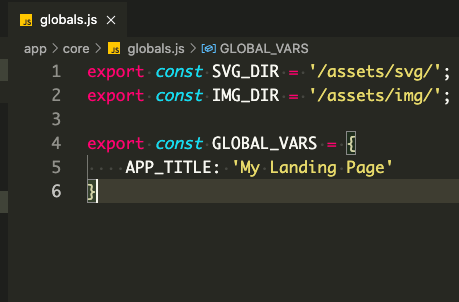 JS globals.js ×
app > core > JS globals.js > GLOBAL_VARS
1 export const SVG_DIR = '/assets/svg/';
2 export const IMG_DIR = '/assets/img/';
3
4 export const GLOBAL_VARS = {
5     APP_TITLE: 'My Landing Page'
6 }